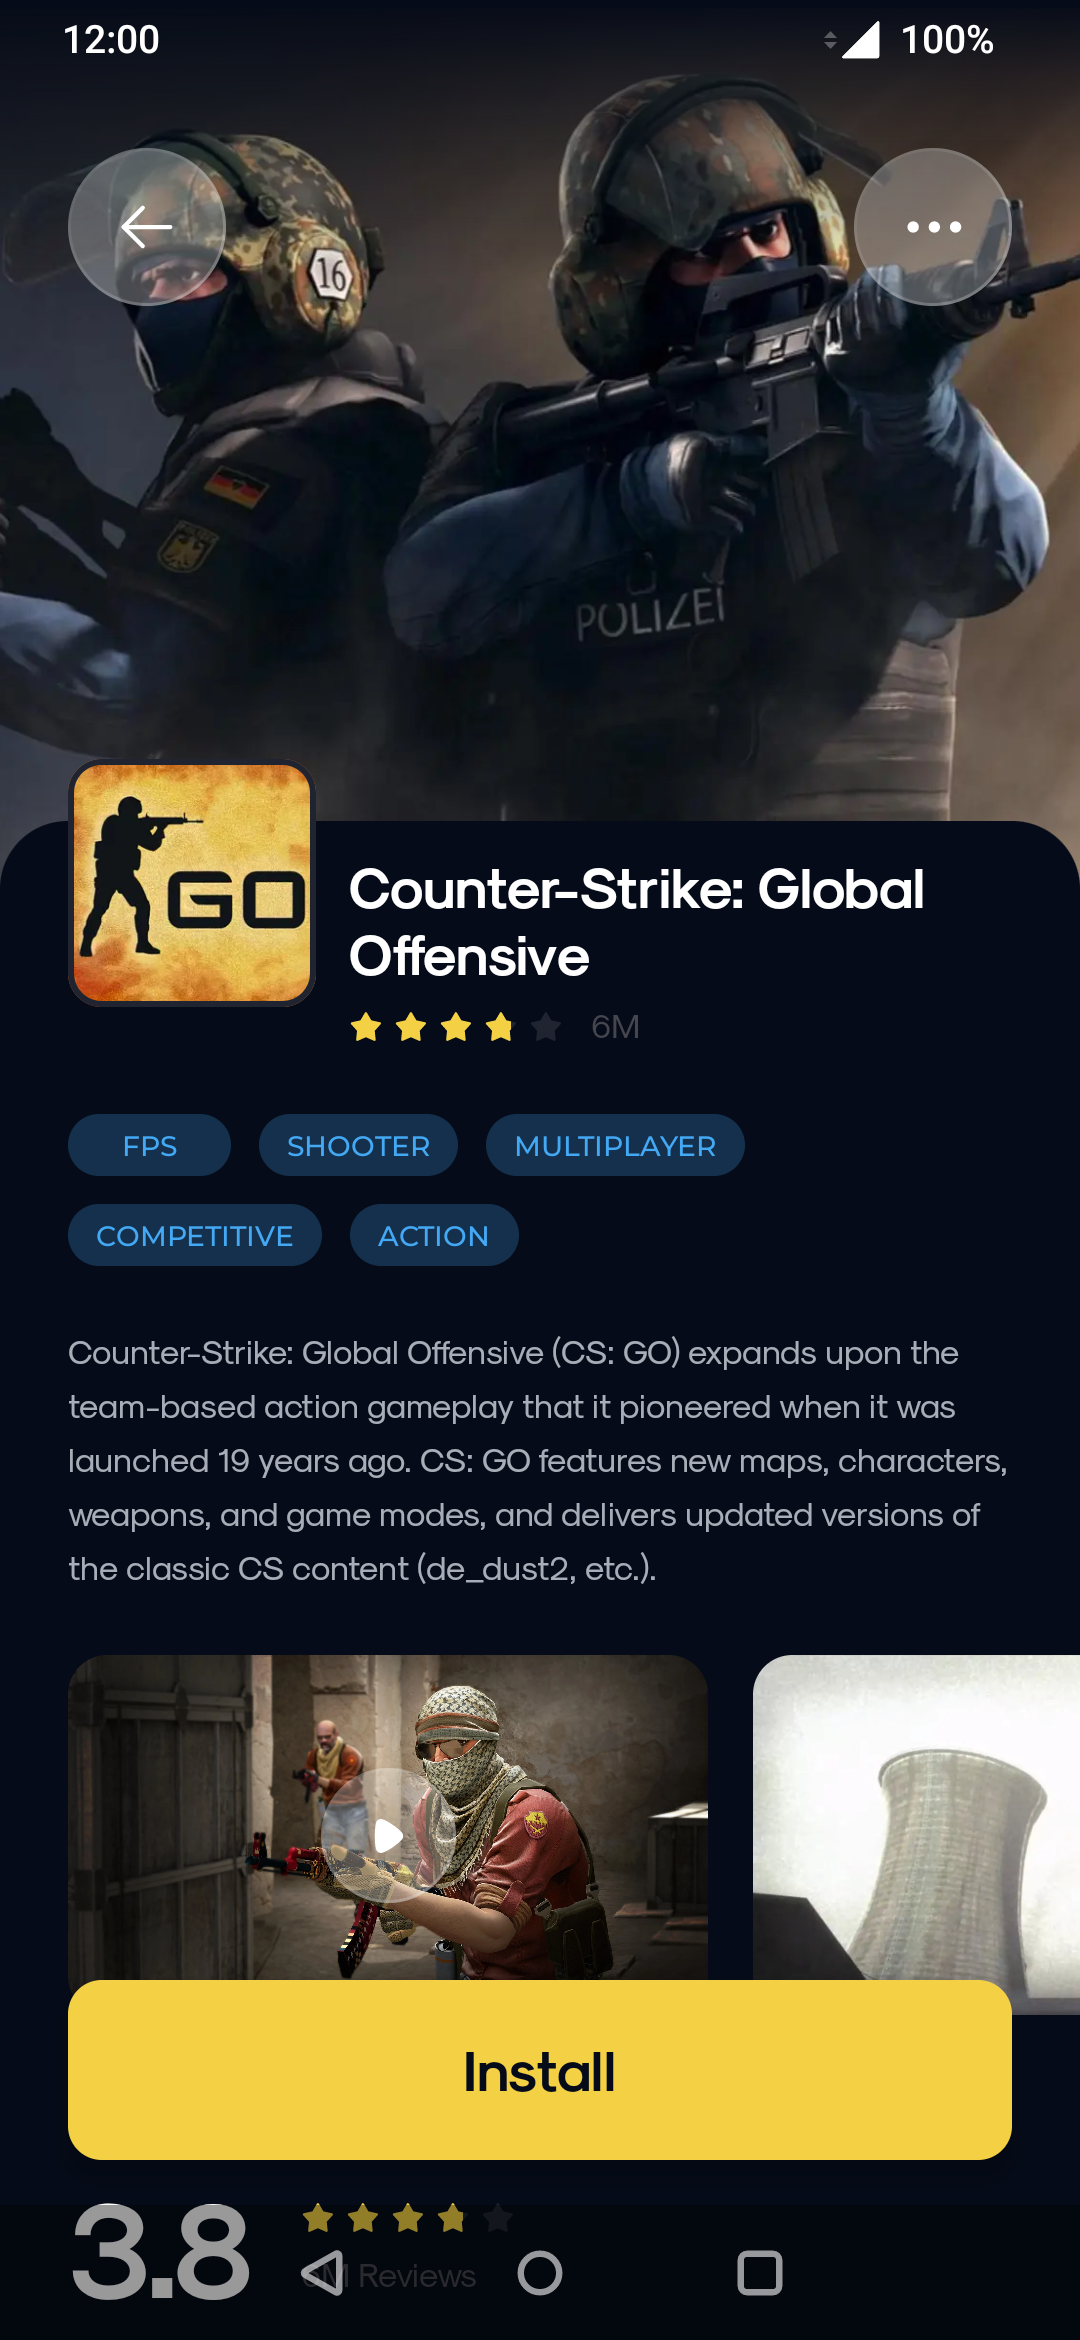 12:00
100%
16
POLIZEI
GO
Counter-Strike: Global
Offensive
6M
FPS
SHOOTER
MULTIPLAYER
COMPETITIVE
ACTION
Counter-Strike: Global Offensive (CS: GO) expands upon the
team-based action gameplay that it pioneered when it was
launched 19 years ago. CS: GO features new maps, characters,
weapons, and game modes, and delivers updated versions of
the classic CS content (de_dust2, etc.).
Install
3.8
6M Reviews